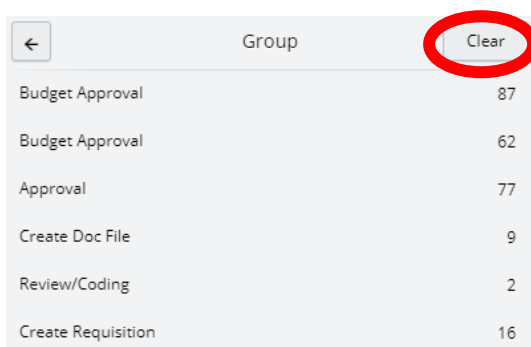 ← Group Clear
Budget Approval 87
Budget Approval 62
Approval 77
Create Doc File 9
Review/Coding 2
Create Requisition 16